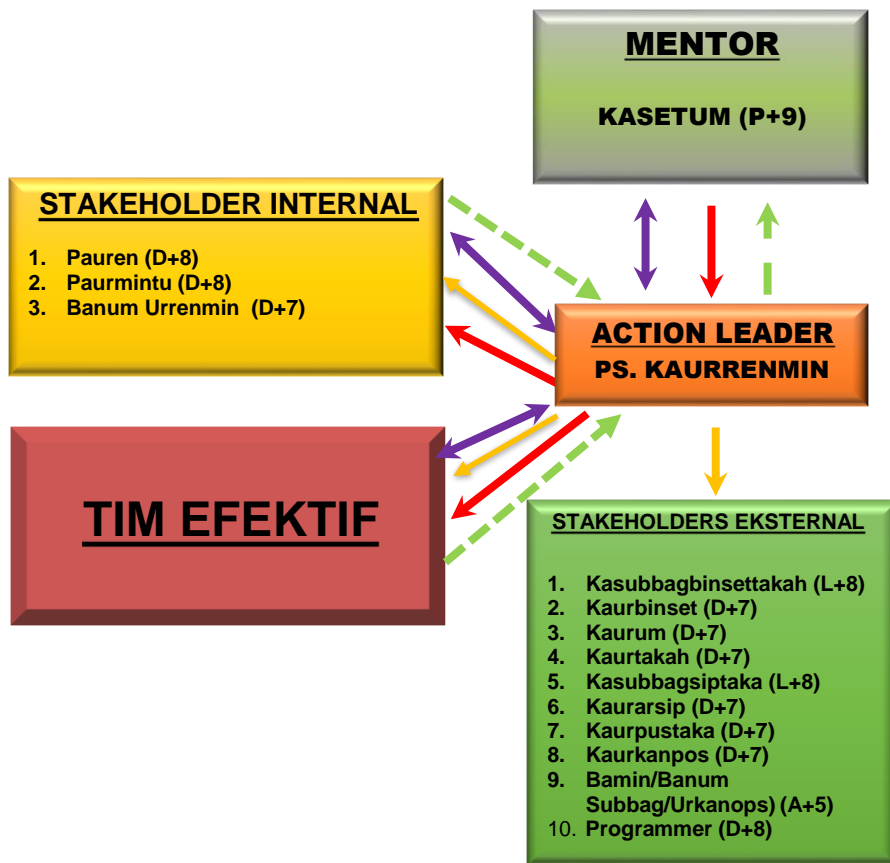 MENTOR
KASETUM (P+9)
STAKEHOLDER INTERNAL
1. Pauren (D+8)
2. Paurmintu (D+8)
3. Banum Urrenmin (D+7)
ACTION LEADER
PS. KAURRENMIN
TIM EFEKTIF
STAKEHOLDERS EKSTERNAL
1. Kasubbagbinsettakah (L+8)
2. Kaurbinset (D+7)
3. Kaurum (D+7)
4. Kaurtakah (D+7)
5. Kasubbagsiptaka (L+8)
6. Kaurarsip (D+7)
7. Kaurpustaka (D+7)
8. Kaurkanpos (D+7)
9. Bamin/Banum
Subbag/Urkanops) (A+5)
10. Programmer (D+8)